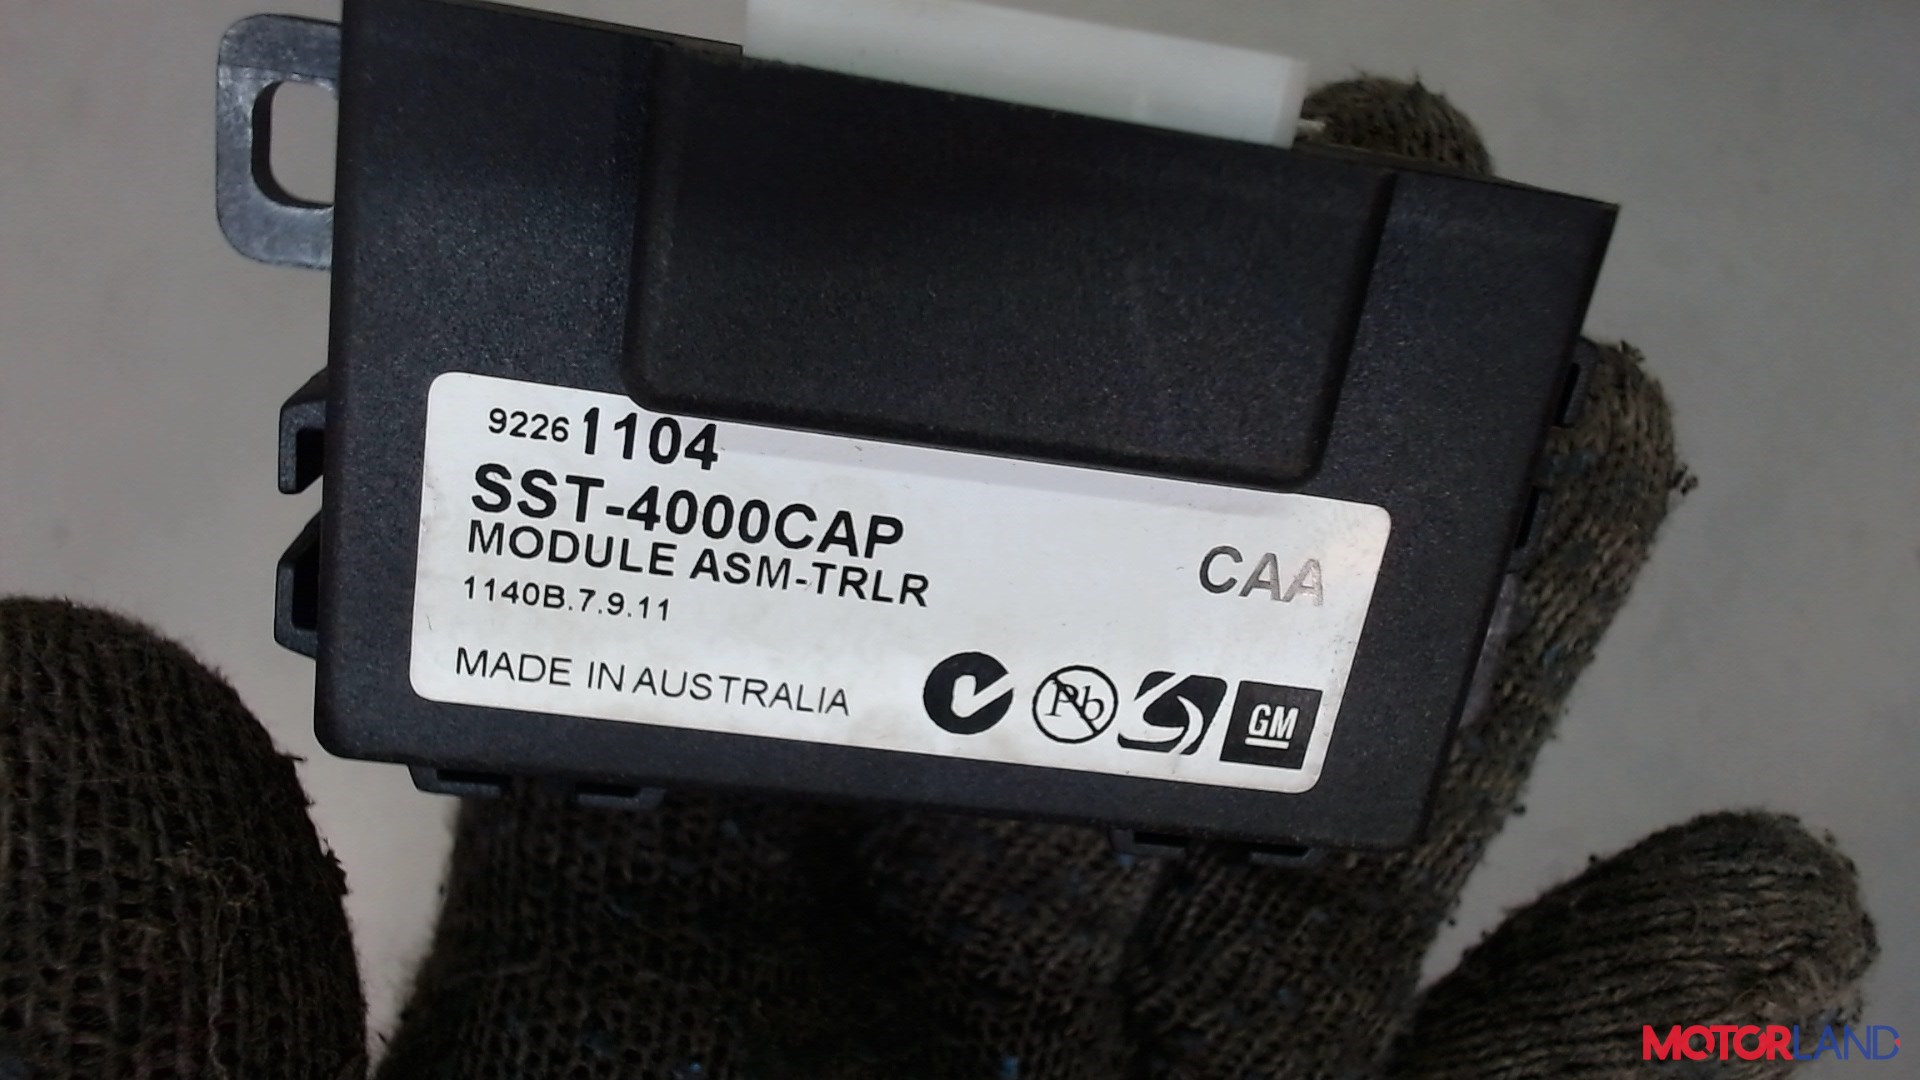 92261104
SST-4000CAP
MODULE ASM-TRLR
CAA
1140B.7.9.11
MADE IN AUSTRALIA
Pb
GM
MOTORLAND